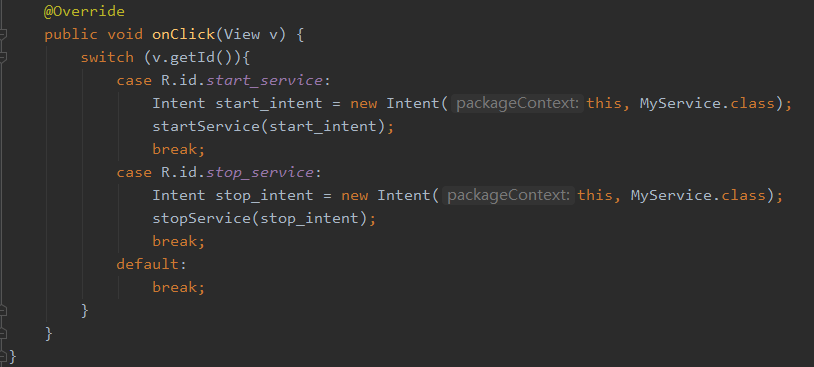 @Override
public void onClick(View v) {
switch (v.getId()){
case R.id.start_service:
Intent start_intent = new Intent( packageContext: this, MyService.class);
startService(start_intent);
break;
case R.id.stop_service:
Intent stop_intent = new Intent( packageContext: this, MyService.class);
stopService(stop_intent);
break;
default:
break;
}
}
}